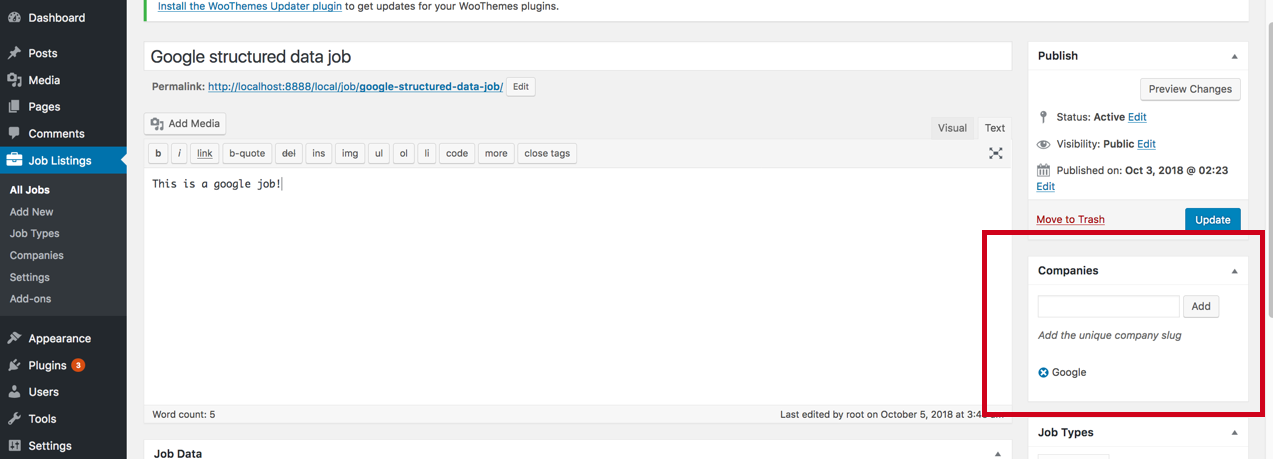 Install the WooThemes Updater plugin to get updates for your WooThemes plugins.
Dashboard
Posts
Media
Pages
Comments
Job Listings
All Jobs
Add New
Job Types
Companies
Settings
Add-ons
Appearance
Plugins 3
Users
Tools
Settings
Google structured data job
Permalink: http://localhost:8888/local/job/google-structured-data-job/ Edit
Add Media
Visual Text
b i link b-quote del ins img ul ol li code more close tags
This is a google job!
Word count: 5 Last edited by root on October 5, 2018 at
Job Data
Publish
Preview Changes
Status: Active Edit
Visibility: Public Edit
Published on: Oct 3, 2018 @ 02:23
Edit
Move to Trash Update
Companies
Add
Add the unique company slug
Google
Job Types